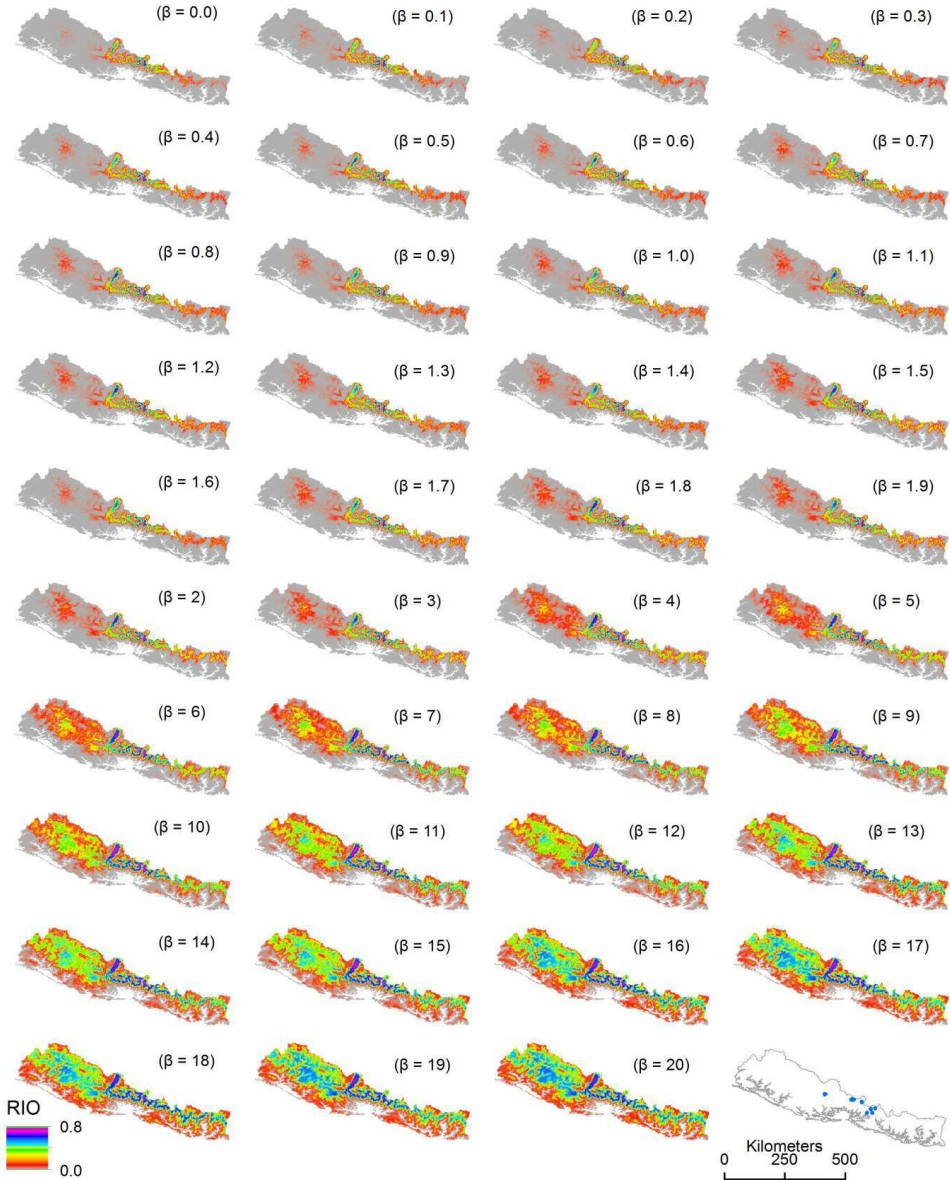 (β = 0.0) (β = 0.1) (β = 0.2) (β = 0.3)
(β = 0.4) (β = 0.5) (β = 0.6) (β = 0.7)
(β = 0.8) (β = 0.9) (β = 1.0) (β = 1.1)
(β = 1.2) (β = 1.3) (β = 1.4) (β = 1.5)
(β = 1.6) (β = 1.7) (β = 1.8 (β = 1.9)
(β = 2) (β = 3) (β = 4) (β = 5)
(β = 6) (β = 7) (β = 8) (β = 9)
(β = 10) (β = 11) (β = 12) (β = 13)
(β = 14) (β = 15) (β = 16) (β = 17)
(β = 18) (β = 19) (β = 20)
RIO
0.8
0.0
Kilometers
0 250 500